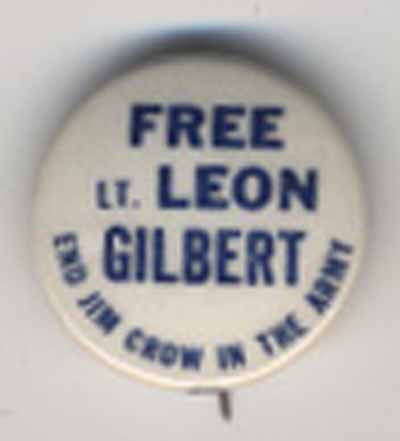 FREE
LT. LEON
GILBERT
END JIM CROW IN THE ARMY